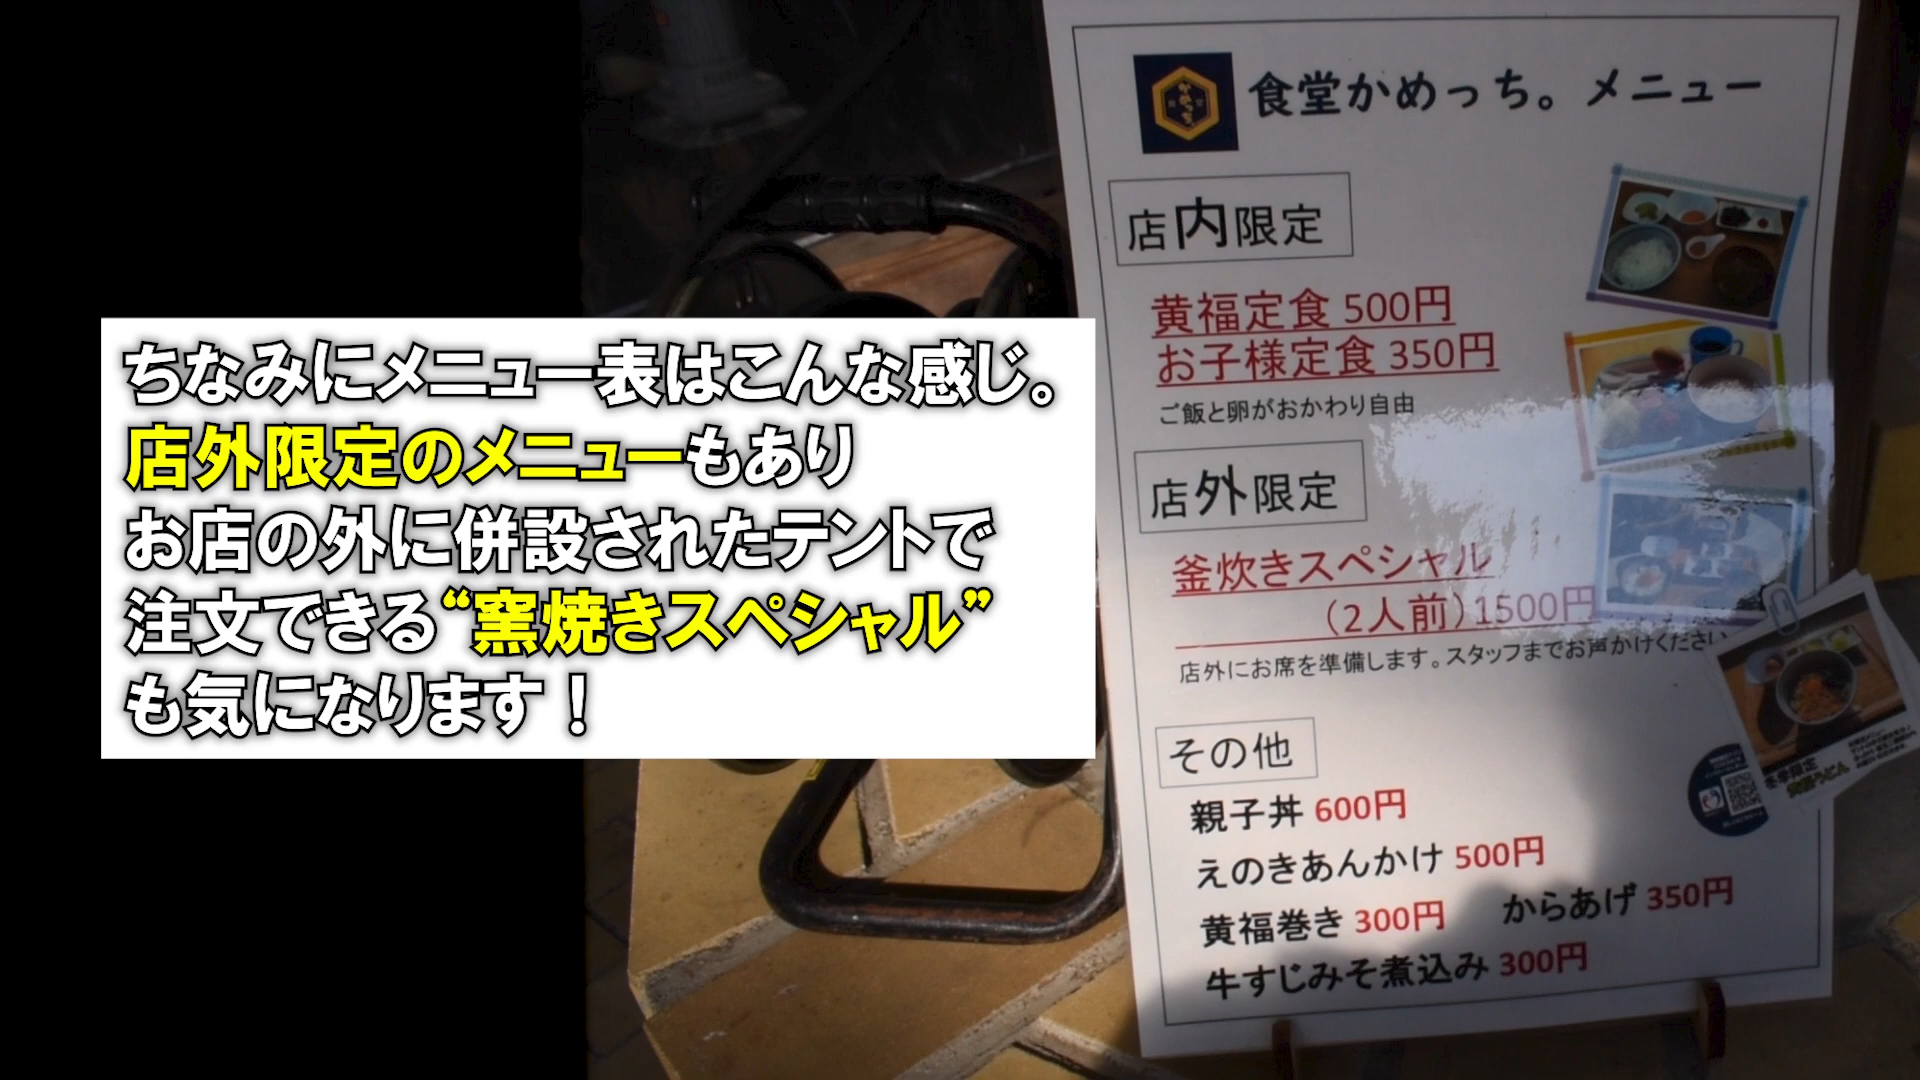 ちなみにメニュー表はこんな感じ。
店外限定のメニューもあり
お店の外に併設されたテントで
注文できる“窯焼きスペシャル”
も気になります！
食堂かめっち。メニュー
店内限定
黄福定食 500円
お子様定食 350円
ご飯と卵がおかわり自由
店外限定
釜炊きスペシャル
（2人前）1500円
店外にお席を準備します。スタッフまでお声かけください
その他
親子丼 600円
えのきあんかけ 500円
黄福巻き 300円 からあげ 350円
牛すじみそ煮込み 300円
冬季限定
黄福うどん